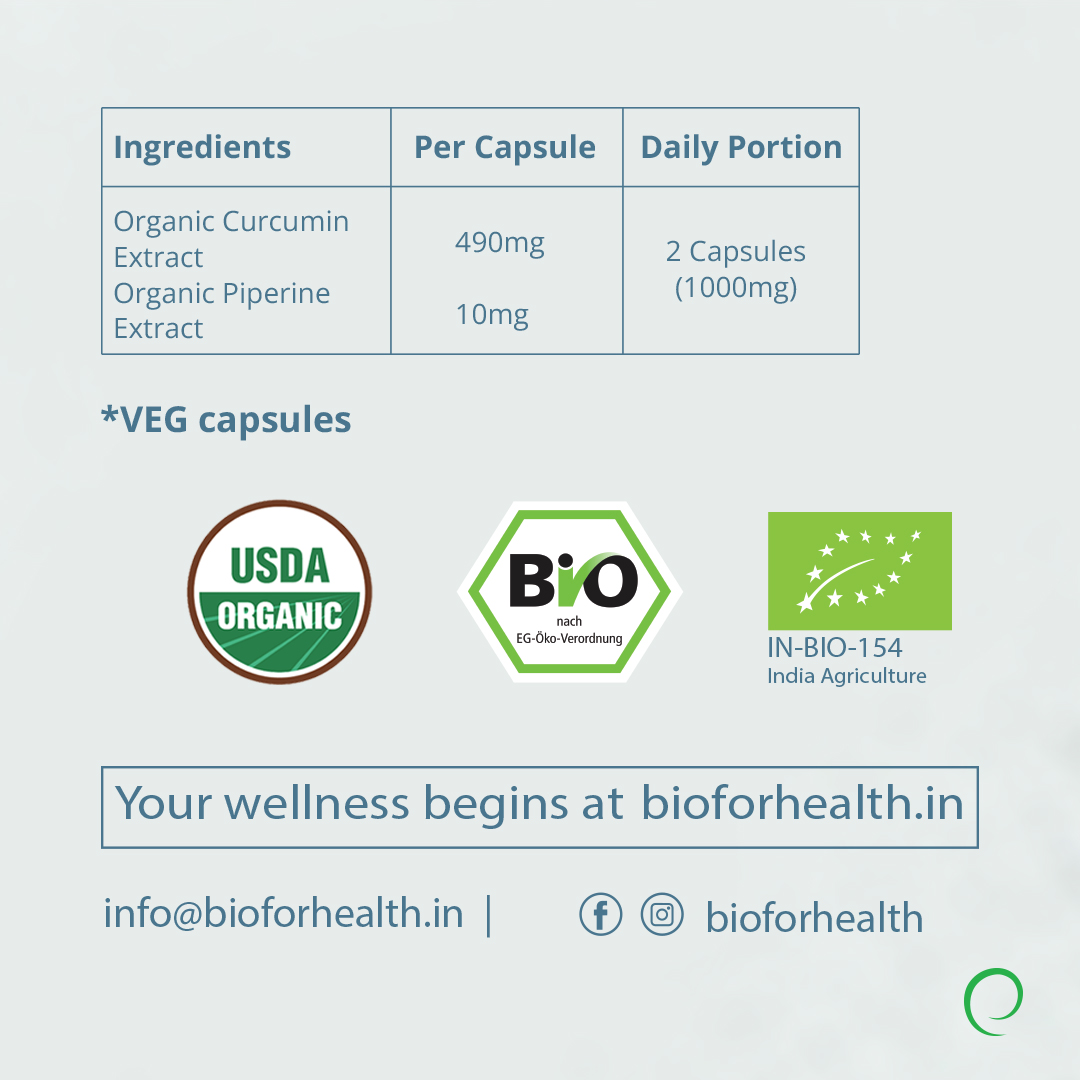 Ingredients
Per Capsule
Daily Portion
Organic Curcumin
Extract
490mg
Organic Piperine
Extract
10mg
2 Capsules
(1000mg)
*VEG capsules
USDA
ORGANIC
BiO
nach
EG-Öko-Verordnung
IN-BIO-154
India Agriculture
Your wellness begins at bioforhealth.in
info@bioforhealth.in |
bioforhealth